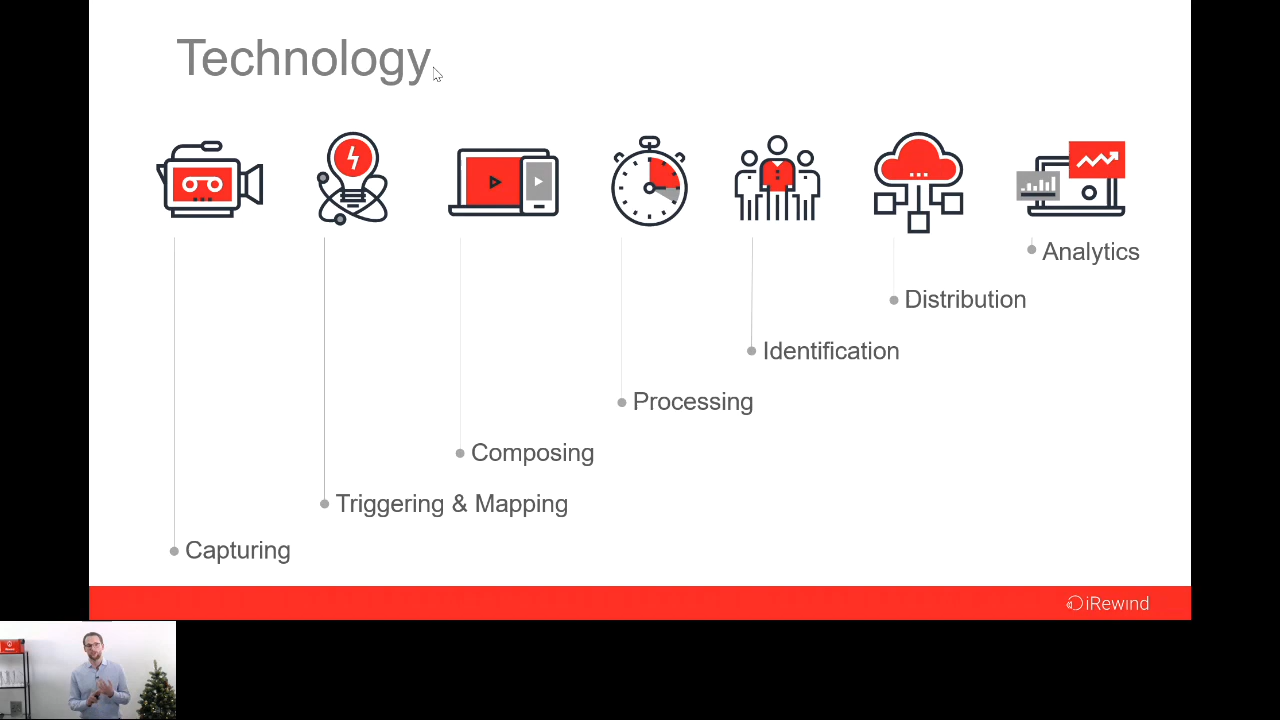 Technology
Analytics
Distribution
Identification
Processing
Composing
Triggering & Mapping
Capturing
iRewind